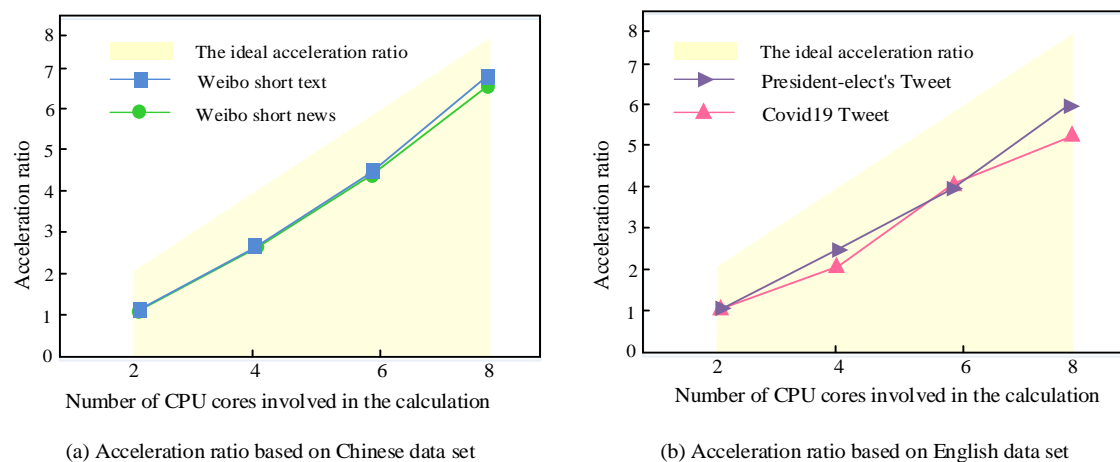 8
7
6
5
4
3
2
1
0
Acceleration ratio
The ideal acceleration ratio
Weibo short text
Weibo short news
2 4 6 8
Number of CPU cores involved in the calculation
(a) Acceleration ratio based on Chinese data set
8
7
6
5
4
3
2
1
0
Acceleration ratio
The ideal acceleration ratio
President-elect's Tweet
Covid19 Tweet
2 4 6 8
Number of CPU cores involved in the calculation
(b) Acceleration ratio based on English data set